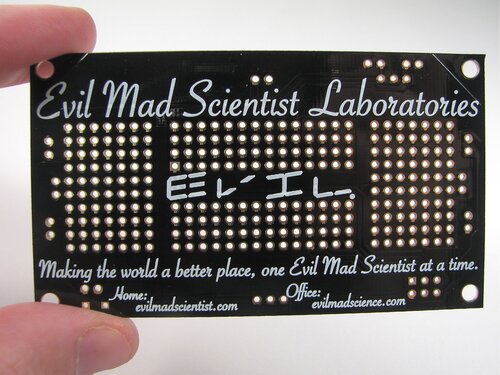 Evil Mad Scientist Laboratories
EVIL.
Making the world a better place, one Evil Mad Scientist at a time.
Home:
evilmadscientist.com
Office:
evilmadscience.com